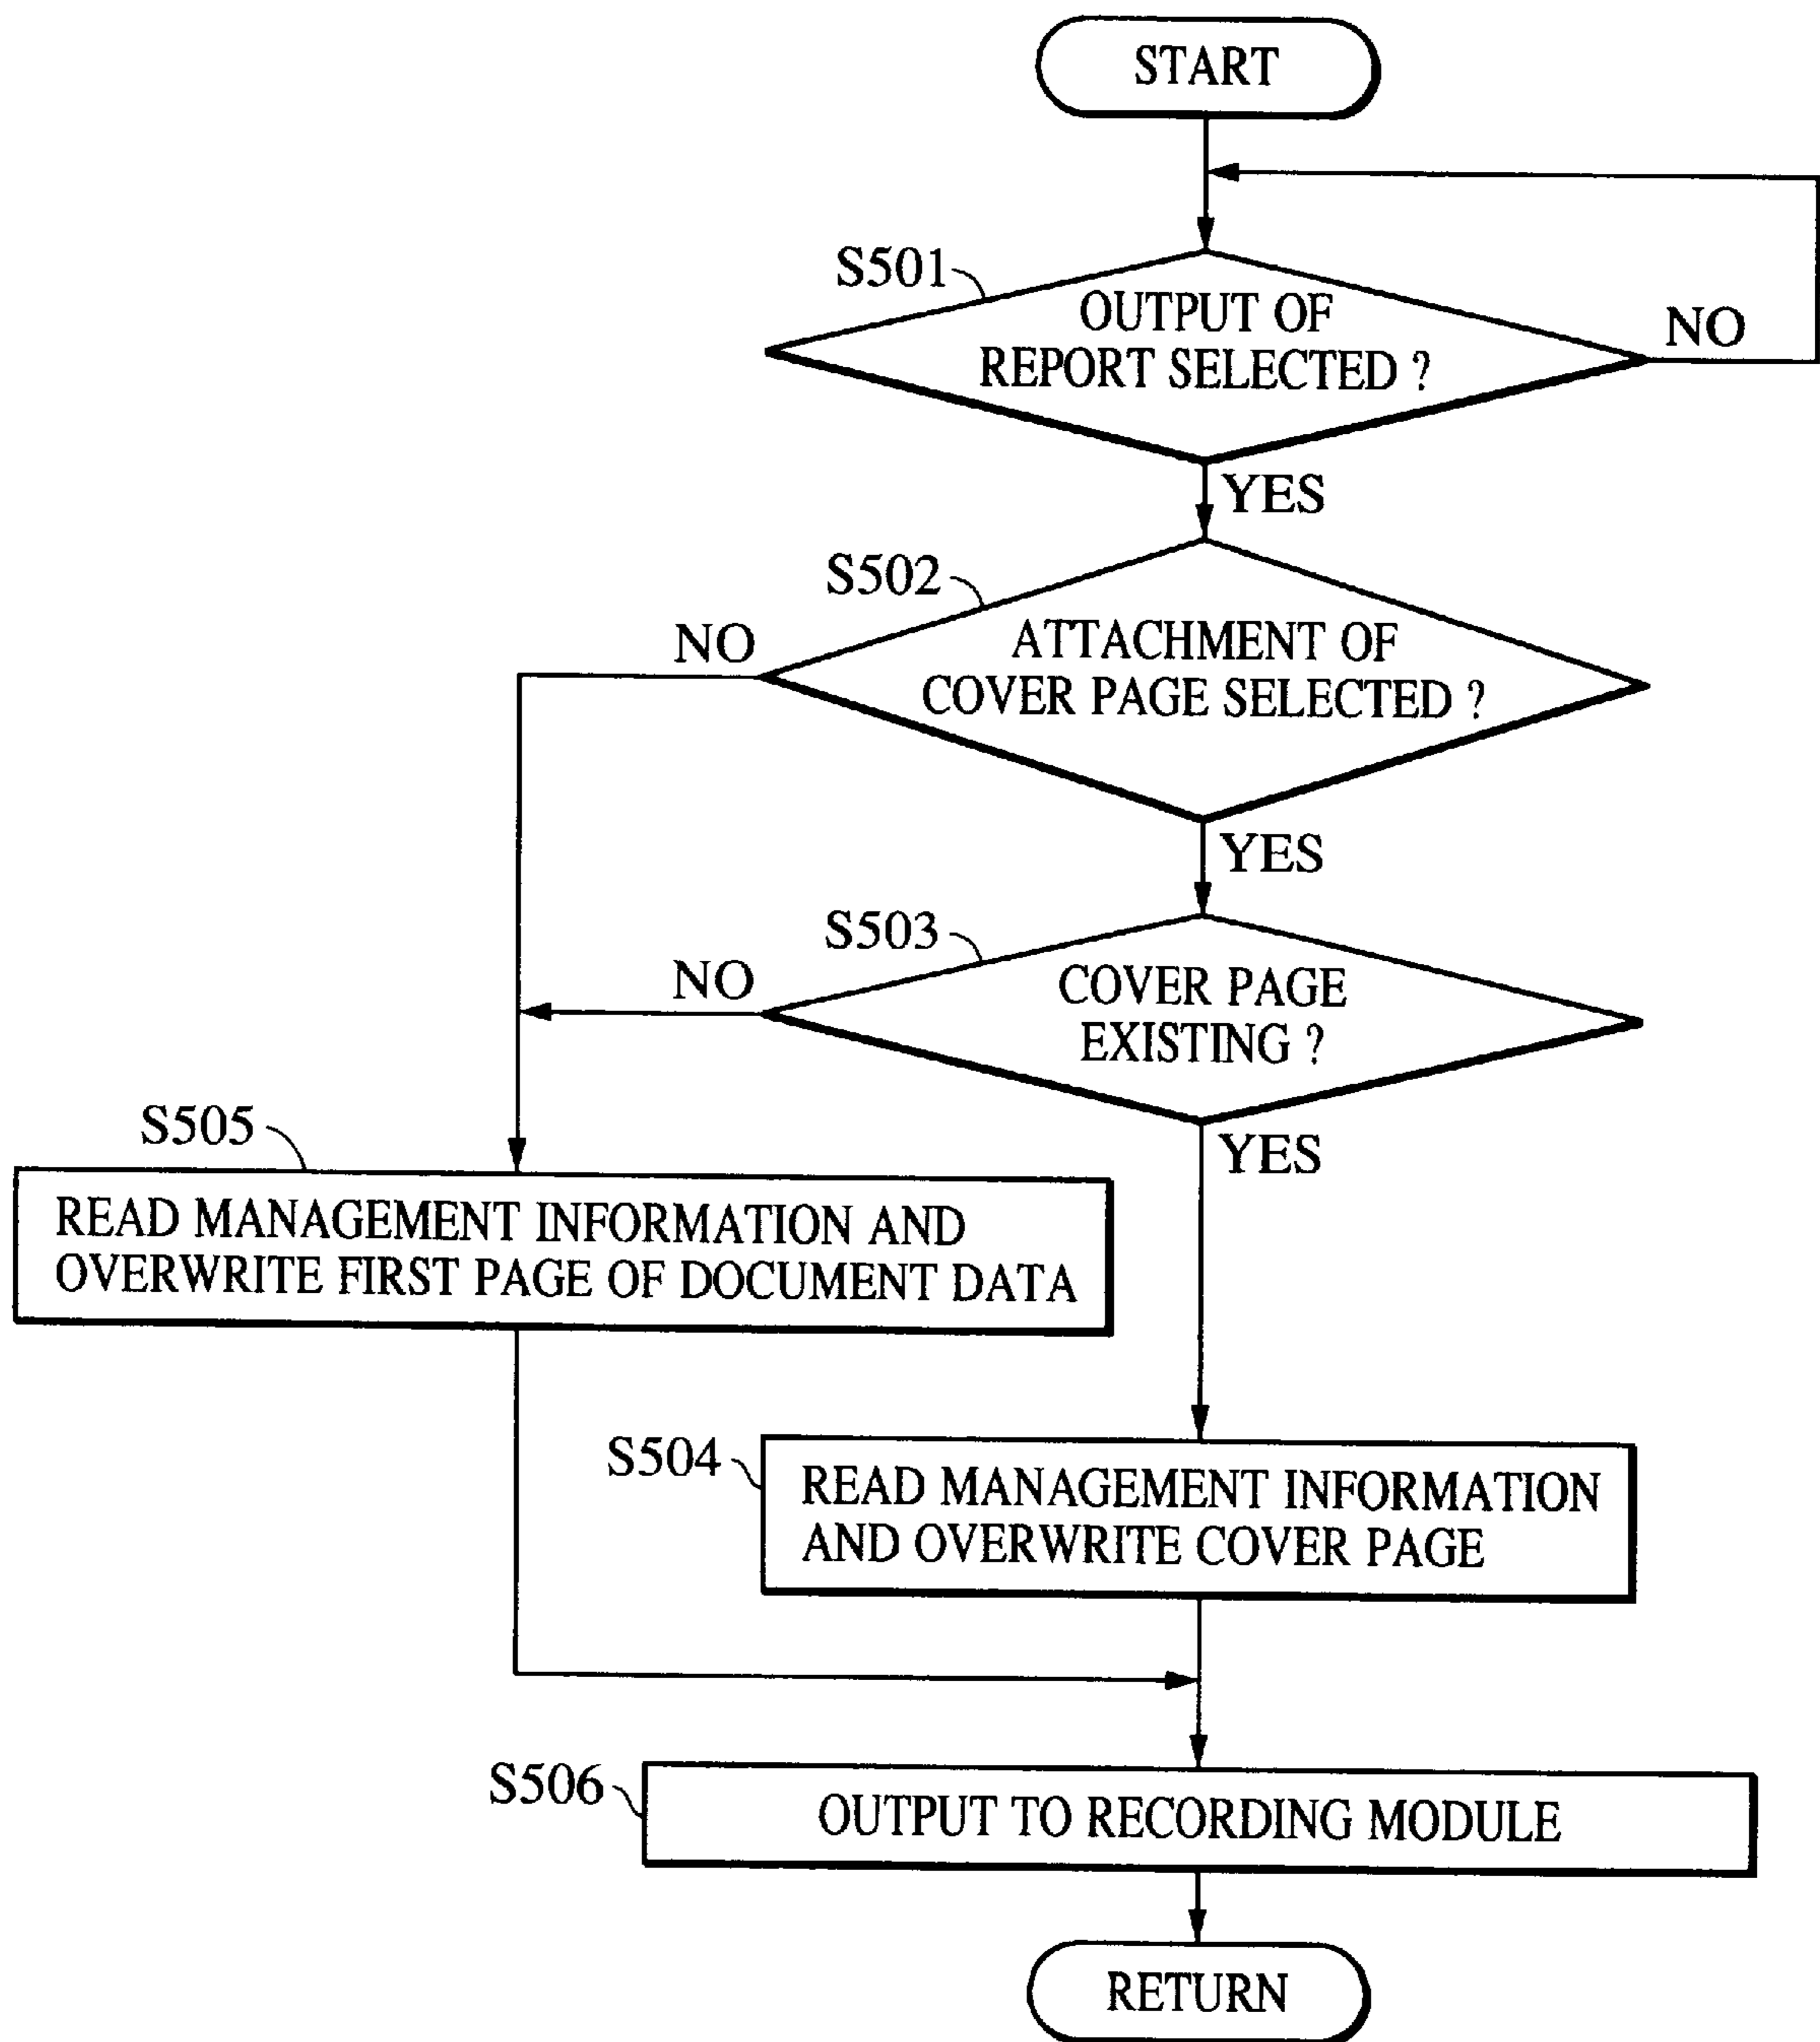 START
S501
OUTPUT OF
REPORT SELECTED ?
NO
YES
S502
NO
ATTACHMENT OF
COVER PAGE SELECTED ?
YES
S503
NO
COVER PAGE
EXISTING ?
YES
S505
READ MANAGEMENT INFORMATION AND
OVERWRITE FIRST PAGE OF DOCUMENT DATA
S504
READ MANAGEMENT INFORMATION
AND OVERWRITE COVER PAGE
S506
OUTPUT TO RECORDING MODULE
RETURN